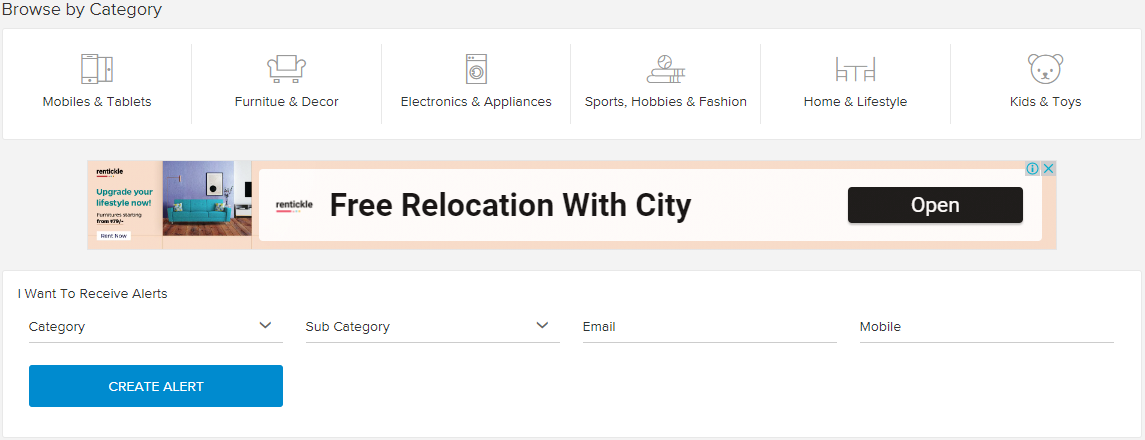 Browse by Category
Mobiles & Tablets
Furnitue & Decor
Electronics & Appliances
Sports, Hobbies & Fashion
Home & Lifestyle
Kids & Toys
rentickle
Upgrade your
lifestyle now!
Furnitures starting
from ₹79/-
Rent Now
rentickle
Free Relocation With City
Open
I Want To Receive Alerts
Category
Sub Category
Email
Mobile
CREATE ALERT